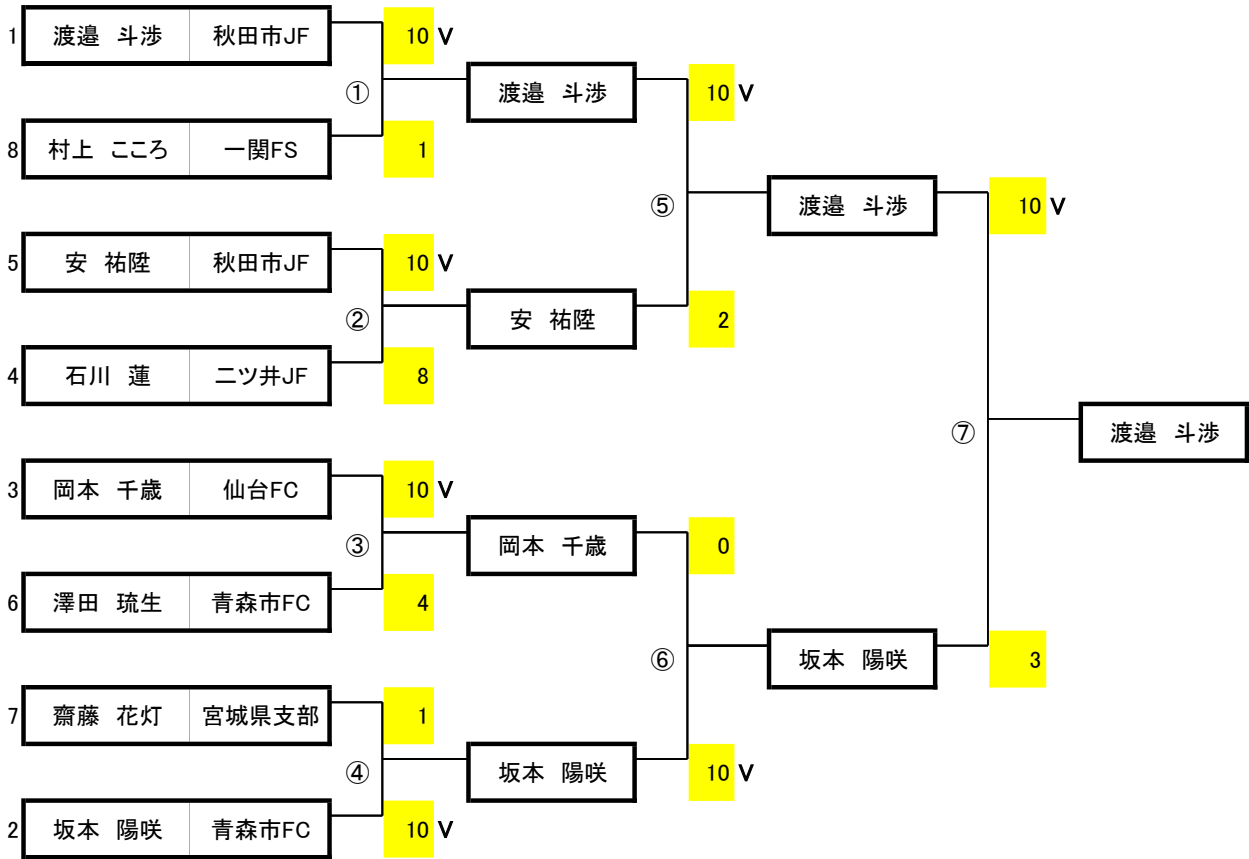 1 渡邉 斗渉 秋田市JF 10 V
① 渡邉 斗渉 10 V
8 村上 こころ 一関FS 1
⑤ 渡邉 斗渉 10 V
5 安 祐陞 秋田市JF 10 V
② 安 祐陞 2
4 石川 蓮 二ツ井JF 8
⑦ 渡邉 斗渉
3 岡本 千歳 仙台FC 10 V
③ 岡本 千歳 0
6 澤田 琉生 青森市FC 4
⑥ 坂本 陽咲 3
7 齋藤 花灯 宮城県支部 1
④ 坂本 陽咲 10 V
2 坂本 陽咲 青森市FC 10 V